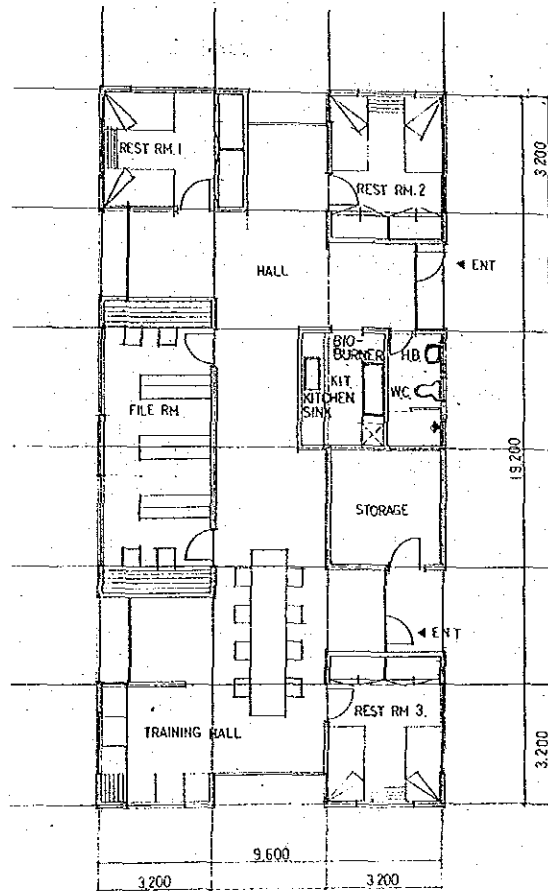 REST RM. 1
REST RM. 2
3,200
HALL
◄ ENT
BIO-
BURNER
H.B.
KIT
KITCHEN
SINK
W.C.
FILE RM
19,200
STORAGE
◄ ENT
REST RM 3.
TRAINING HALL
3,200
9,600
3,200
3,200